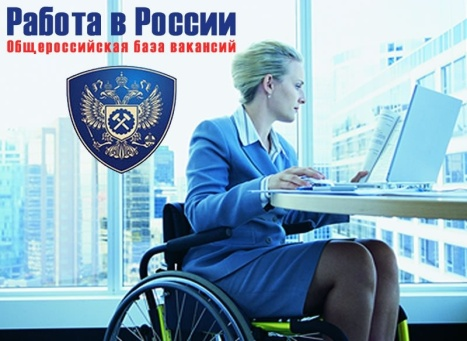 Работа в России
Общероссийская база вакансий